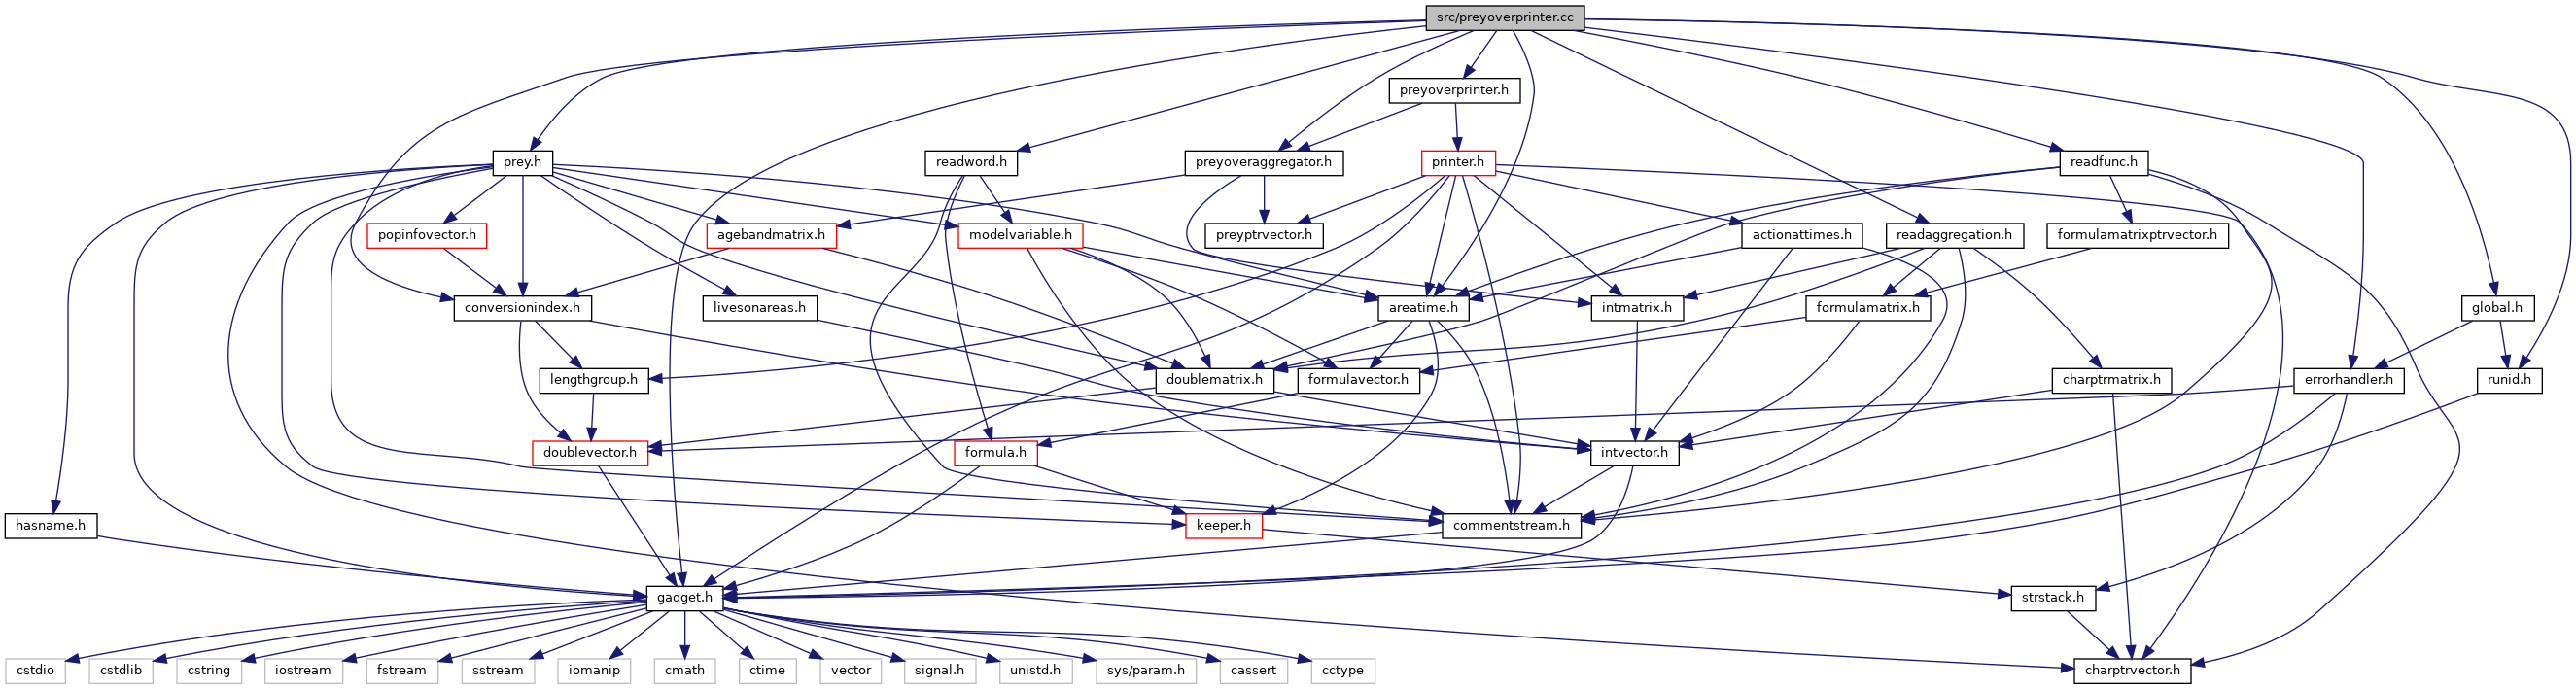 src/preyoverprinter.cc
preyoverprinter.h
prey.h
readword.h
preyoveraggregator.h
printer.h
readfunc.h
popinfovector.h
agebandmatrix.h
modelvariable.h
preyptrvector.h
actionattimes.h
readaggregation.h
formulamatrixptrvector.h
conversionindex.h
livesonareas.h
areatime.h
intmatrix.h
formulamatrix.h
global.h
lengthgroup.h
doublematrix.h
formulavector.h
charptrmatrix.h
errorhandler.h
runid.h
doublevector.h
formula.h
intvector.h
hasname.h
keeper.h
commentstream.h
gadget.h
strstack.h
cstdio
cstdlib
cstring
iostream
fstream
sstream
iomanip
cmath
ctime
vector
signal.h
unistd.h
sys/param.h
cassert
cctype
charptrvector.h